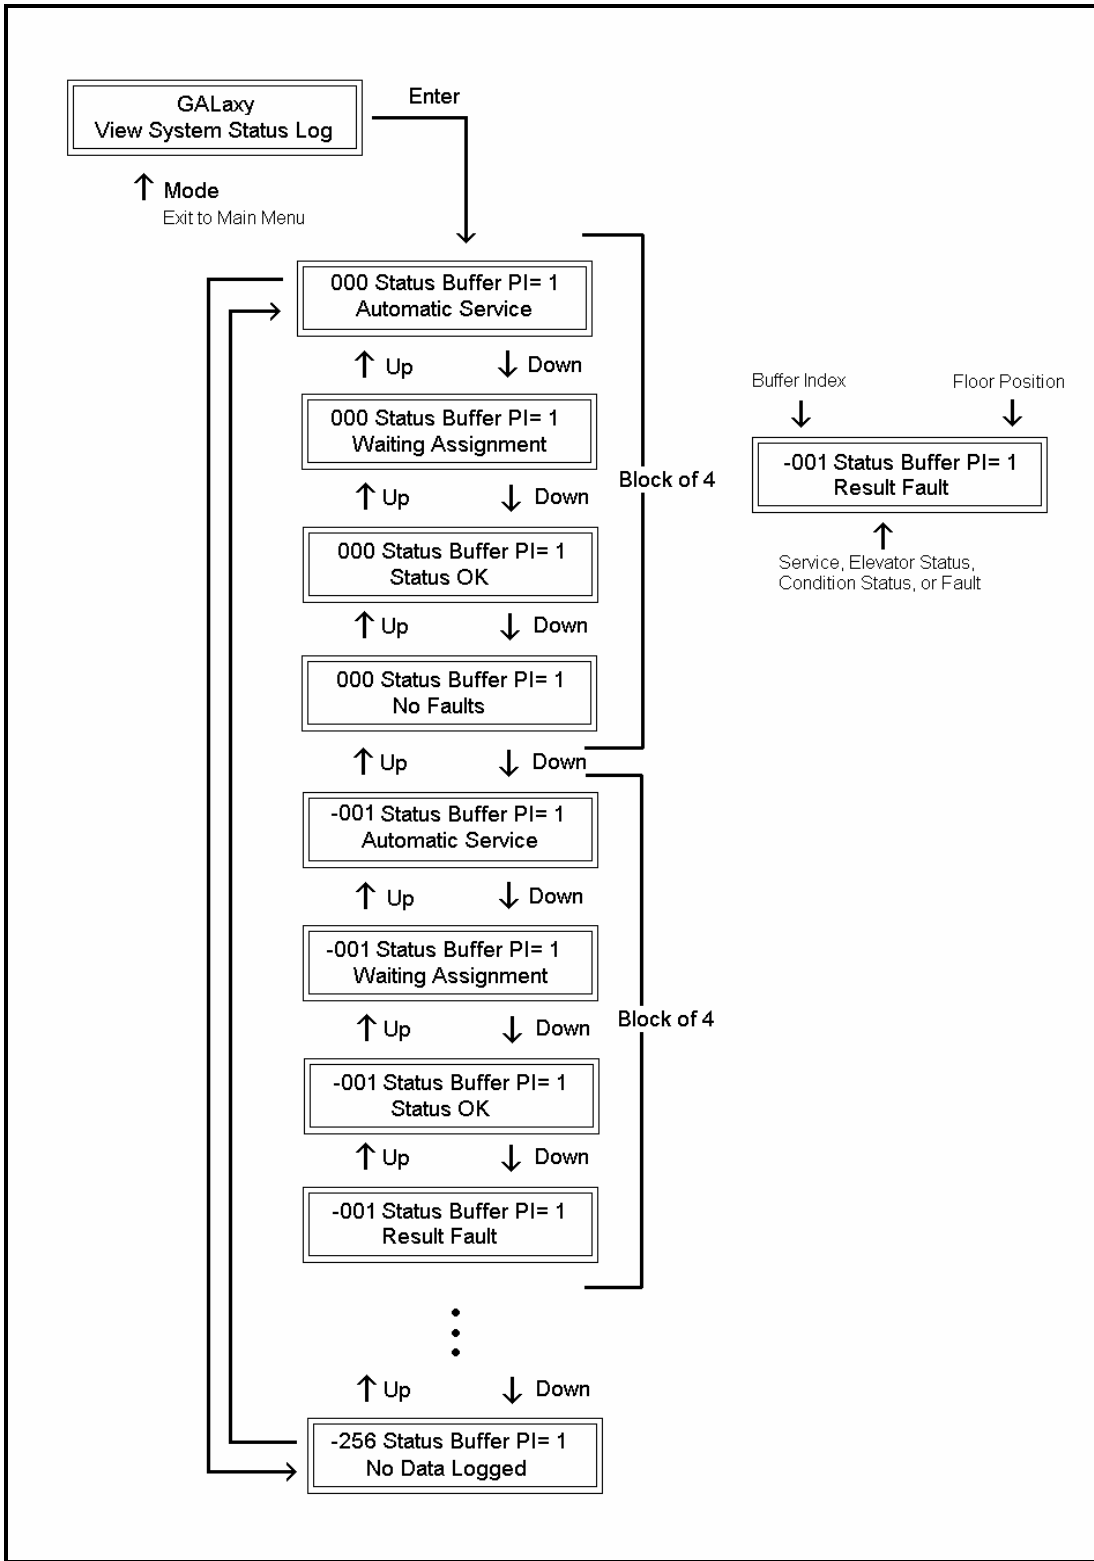 GALaxy
View System Status Log
Enter
↑ Mode
Exit to Main Menu
000 Status Buffer PI= 1
Automatic Service
↑ Up ↓ Down
Buffer Index
Floor Position
000 Status Buffer PI= 1
Waiting Assignment
-001 Status Buffer PI= 1
Result Fault
Block of 4
↑ Up ↓ Down
000 Status Buffer PI= 1
Status OK
Service, Elevator Status,
Condition Status, or Fault
↑ Up ↓ Down
000 Status Buffer PI= 1
No Faults
↑ Up ↓ Down
-001 Status Buffer PI= 1
Automatic Service
↑ Up ↓ Down
-001 Status Buffer PI= 1
Waiting Assignment
Block of 4
↑ Up ↓ Down
-001 Status Buffer PI= 1
Status OK
↑ Up ↓ Down
-001 Status Buffer PI= 1
Result Fault
↑ Up ↓ Down
-256 Status Buffer PI= 1
No Data Logged